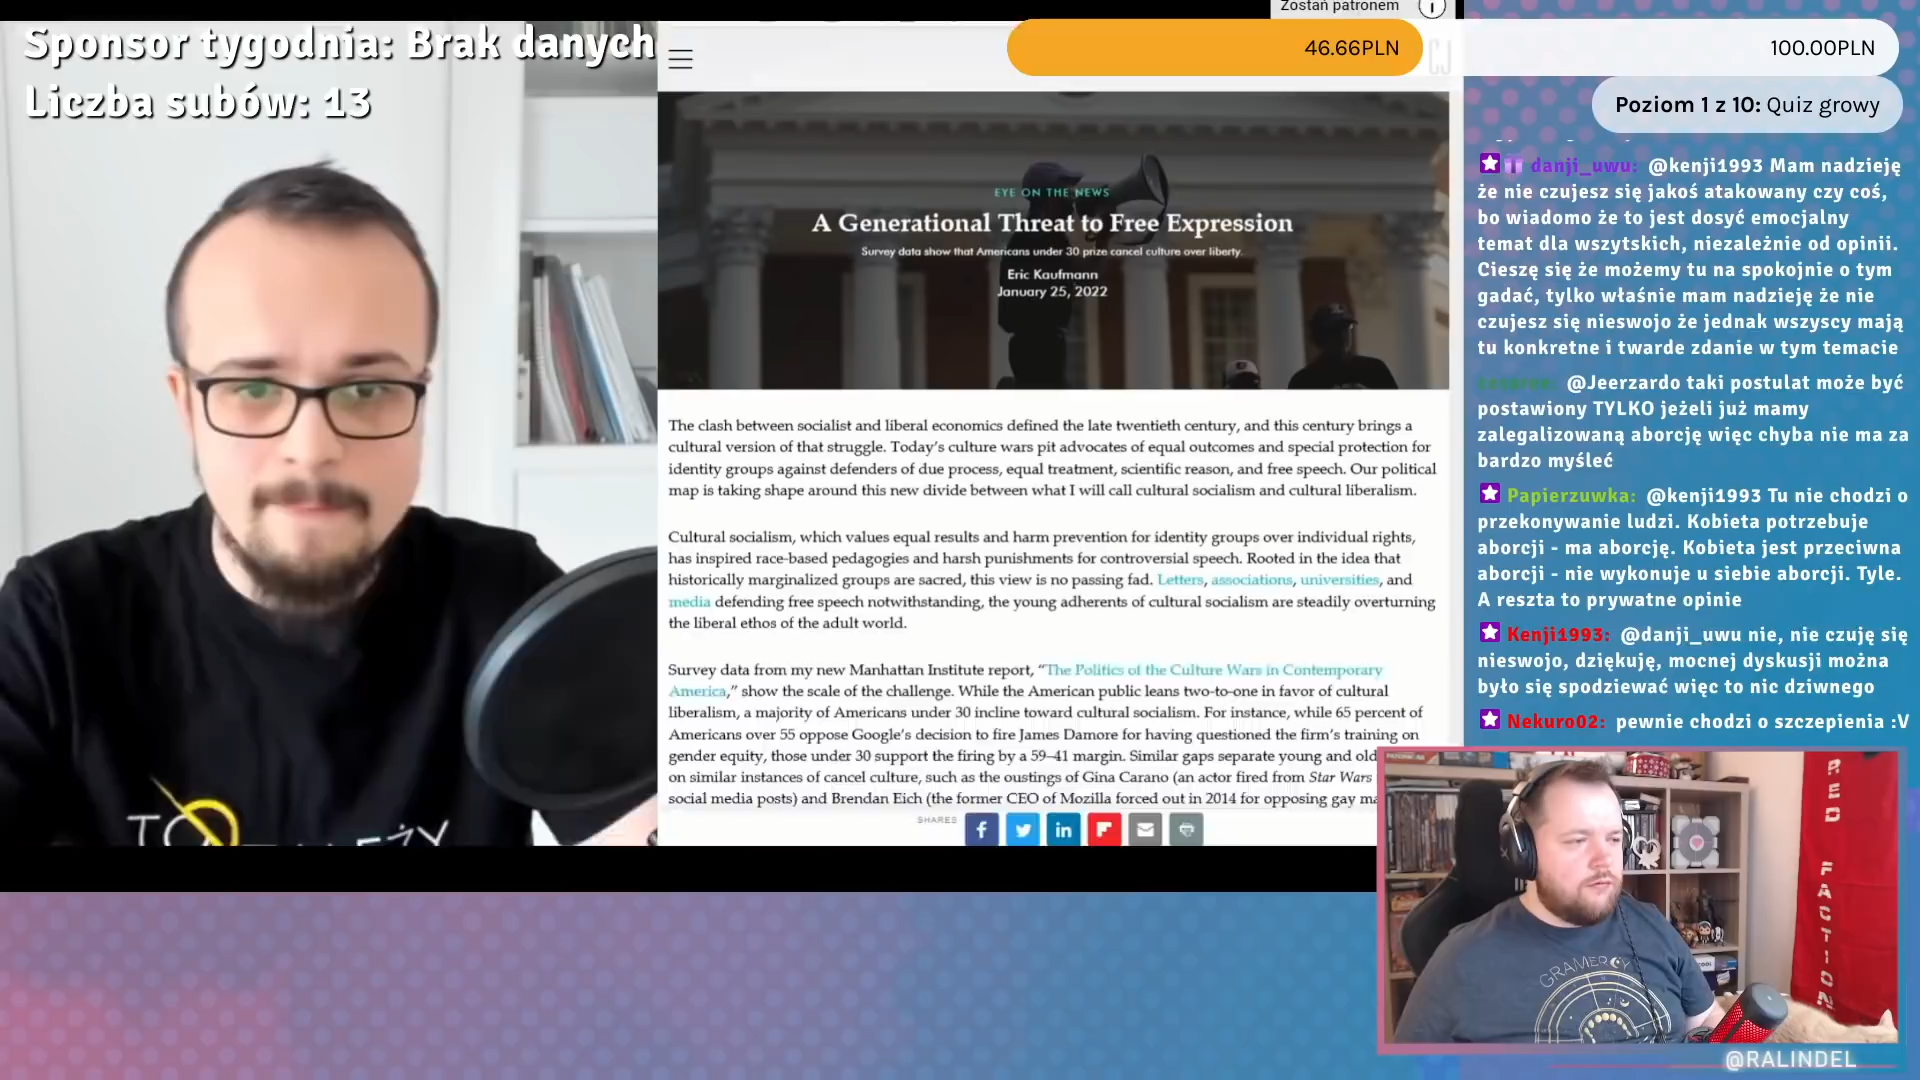 Zostań patronem
Sponsor tygodnia: Brak danych
Liczba subów: 13
46.66PLN
100.00PLN
Poziom 1 z 10: Quiz growy
EYE ON THE NEWS
A Generational Threat to Free Expression
Survey data show that Americans under 30 prize cancel culture over liberty.
Eric Kaufmann
January 25, 2022
The clash between socialist and liberal economics defined the late twentieth century, and this century brings a
cultural version of that struggle. Today's culture wars pit advocates of equal outcomes and special protection for
identity groups against defenders of due process, equal treatment, scientific reason, and free speech. Our political
map is taking shape around this new divide between what I will call cultural socialism and cultural liberalism.
Cultural socialism, which values equal results and harm prevention for identity groups over individual rights,
has inspired race-based pedagogies and harsh punishments for controversial speech. Rooted in the idea that
historically marginalized groups are sacred, this view is no passing fad. Letters, associations, universities, and
media defending free speech notwithstanding, the young adherents of cultural socialism are steadily overturning
the liberal ethos of the adult world.
Survey data from my new Manhattan Institute report, “The Politics of the Culture Wars in Contemporary
America,” show the scale of the challenge. While the American public leans two-to-one in favor of cultural
liberalism, a majority of Americans under 30 incline toward cultural socialism. For instance, while 65 percent of
Americans over 55 oppose Google's decision to fire James Damore for having questioned the firm's training on
gender equity, those under 30 support the firing by a 59–41 margin. Similar gaps separate young and old
on similar instances of cancel culture, such as the oustings of Gina Carano (an actor fired from Star Wars
social media posts) and Brendan Eich (the former CEO of Mozilla forced out in 2014 for opposing gay
SHARES
danji_uwu: @kenji1993 Mam nadzieję
że nie czujesz się jakoś atakowany czy coś,
bo wiadomo że to jest dosyć emocjalny
temat dla wszytskich, niezależnie od opinii.
Cieszę się że możemy tu na spokojnie o tym
gadać, tylko właśnie mam nadzieję że nie
czujesz się nieswojo że jednak wszyscy mają
tu konkretne i twarde zdanie w tym temacie
@Jeerzardo taki postulat może być
postawiony TYLKO jeżeli już mamy
zalegalizowaną aborcję więc chyba nie ma za
bardzo myśleć
Papierzuwka: @kenji1993 Tu nie chodzi o
przekonywanie ludzi. Kobieta potrzebuje
aborcji - ma aborcję. Kobieta jest przeciwna
aborcji - nie wykonuje u siebie aborcji. Tyle.
A reszta to prywatne opinie
Kenji1993: @danji_uwu nie, nie czuję się
nieswojo, dziękuję, mocnej dyskusji można
było się spodziewać więc to nic dziwnego
Nekuro02: pewnie chodzi o szczepienia :V
RED FACTION
GRAMERCY
@RALINDEL